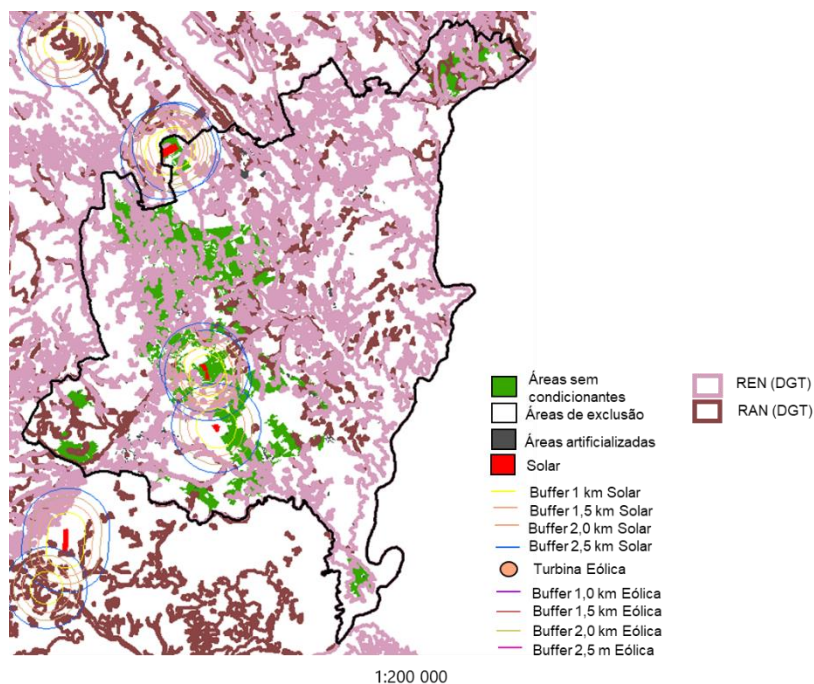 Áreas sem
condicionantes
Áreas de exclusão
Áreas artificializadas
Solar
Buffer 1 km Solar
Buffer 1,5 km Solar
Buffer 2,0 km Solar
Buffer 2,5 km Solar
Turbina Eólica
Buffer 1,0 km Eólica
Buffer 1,5 km Eólica
Buffer 2,0 km Eólica
Buffer 2,5 m Eólica
REN (DGT)
RAN (DGT)
1:200 000